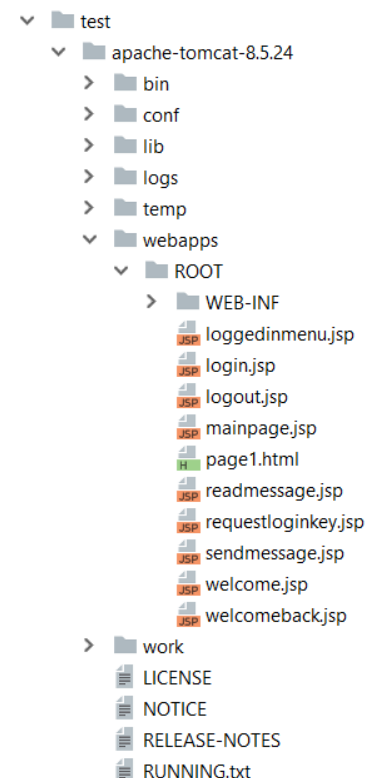 test
apache-tomcat-8.5.24
bin
conf
lib
logs
temp
webapps
ROOT
WEB-INF
JSP loggedinmenu.jsp
JSP login.jsp
JSP logout.jsp
JSP mainpage.jsp
H page1.html
JSP readmessage.jsp
JSP requestloginkey.jsp
JSP sendmessage.jsp
JSP welcome.jsp
JSP welcomeback.jsp
work
LICENSE
NOTICE
RELEASE-NOTES
RUNNING.txt